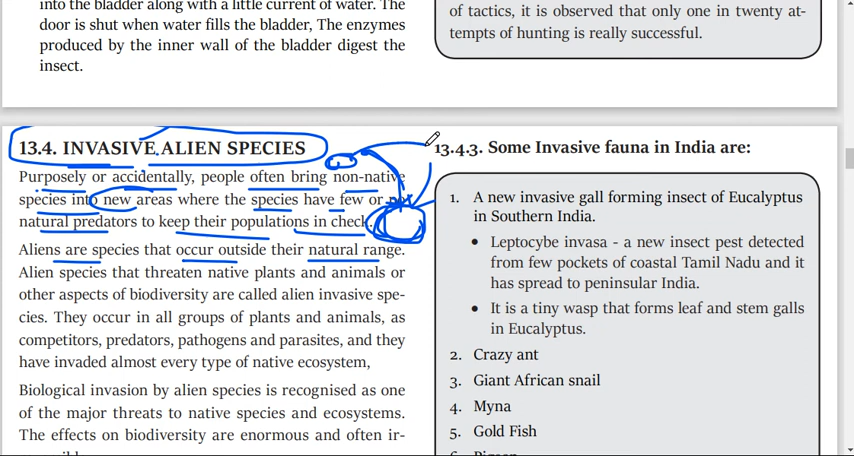 into the bladder along with a little current of water. The
door is shut when water fills the bladder, The enzymes
produced by the inner wall of the bladder digest the
insect.
of tactics, it is observed that only one in twenty at-
tempts of hunting is really successful.
13.4. INVASIVE ALIEN SPECIES
Purposely or accidentally, people often bring non-native
species into new areas where the species have few or no
natural predators to keep their populations in check.
Aliens are species that occur outside their natural range.
Alien species that threaten native plants and animals or
other aspects of biodiversity are called alien invasive spe-
cies. They occur in all groups of plants and animals, as
competitors, predators, pathogens and parasites, and they
have invaded almost every type of native ecosystem,
Biological invasion by alien species is recognised as one
of the major threats to native species and ecosystems.
The effects on biodiversity are enormous and often ir-
13.4.3. Some Invasive fauna in India are:
1. A new invasive gall forming insect of Eucalyptus
in Southern India.
• Leptocybe invasa - a new insect pest detected
from few pockets of coastal Tamil Nadu and it
has spread to peninsular India.
• It is a tiny wasp that forms leaf and stem galls
in Eucalyptus.
2. Crazy ant
3. Giant African snail
4. Myna
5. Gold Fish